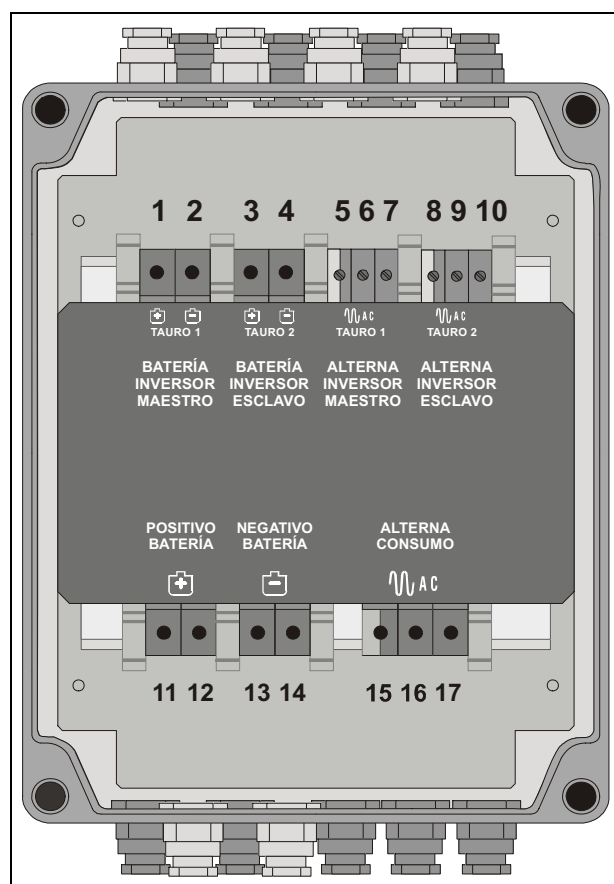 1 2 3 4 5 6 7 8 9 10
TAURO 1 TAURO 2 AC TAURO 1 AC TAURO 2
BATERÍA INVERSOR MAESTRO
BATERÍA INVERSOR ESCLAVO
ALTERNA INVERSOR MAESTRO
ALTERNA INVERSOR ESCLAVO
POSITIVO BATERÍA
NEGATIVO BATERÍA
ALTERNA CONSUMO
AC
11 12 13 14 15 16 17